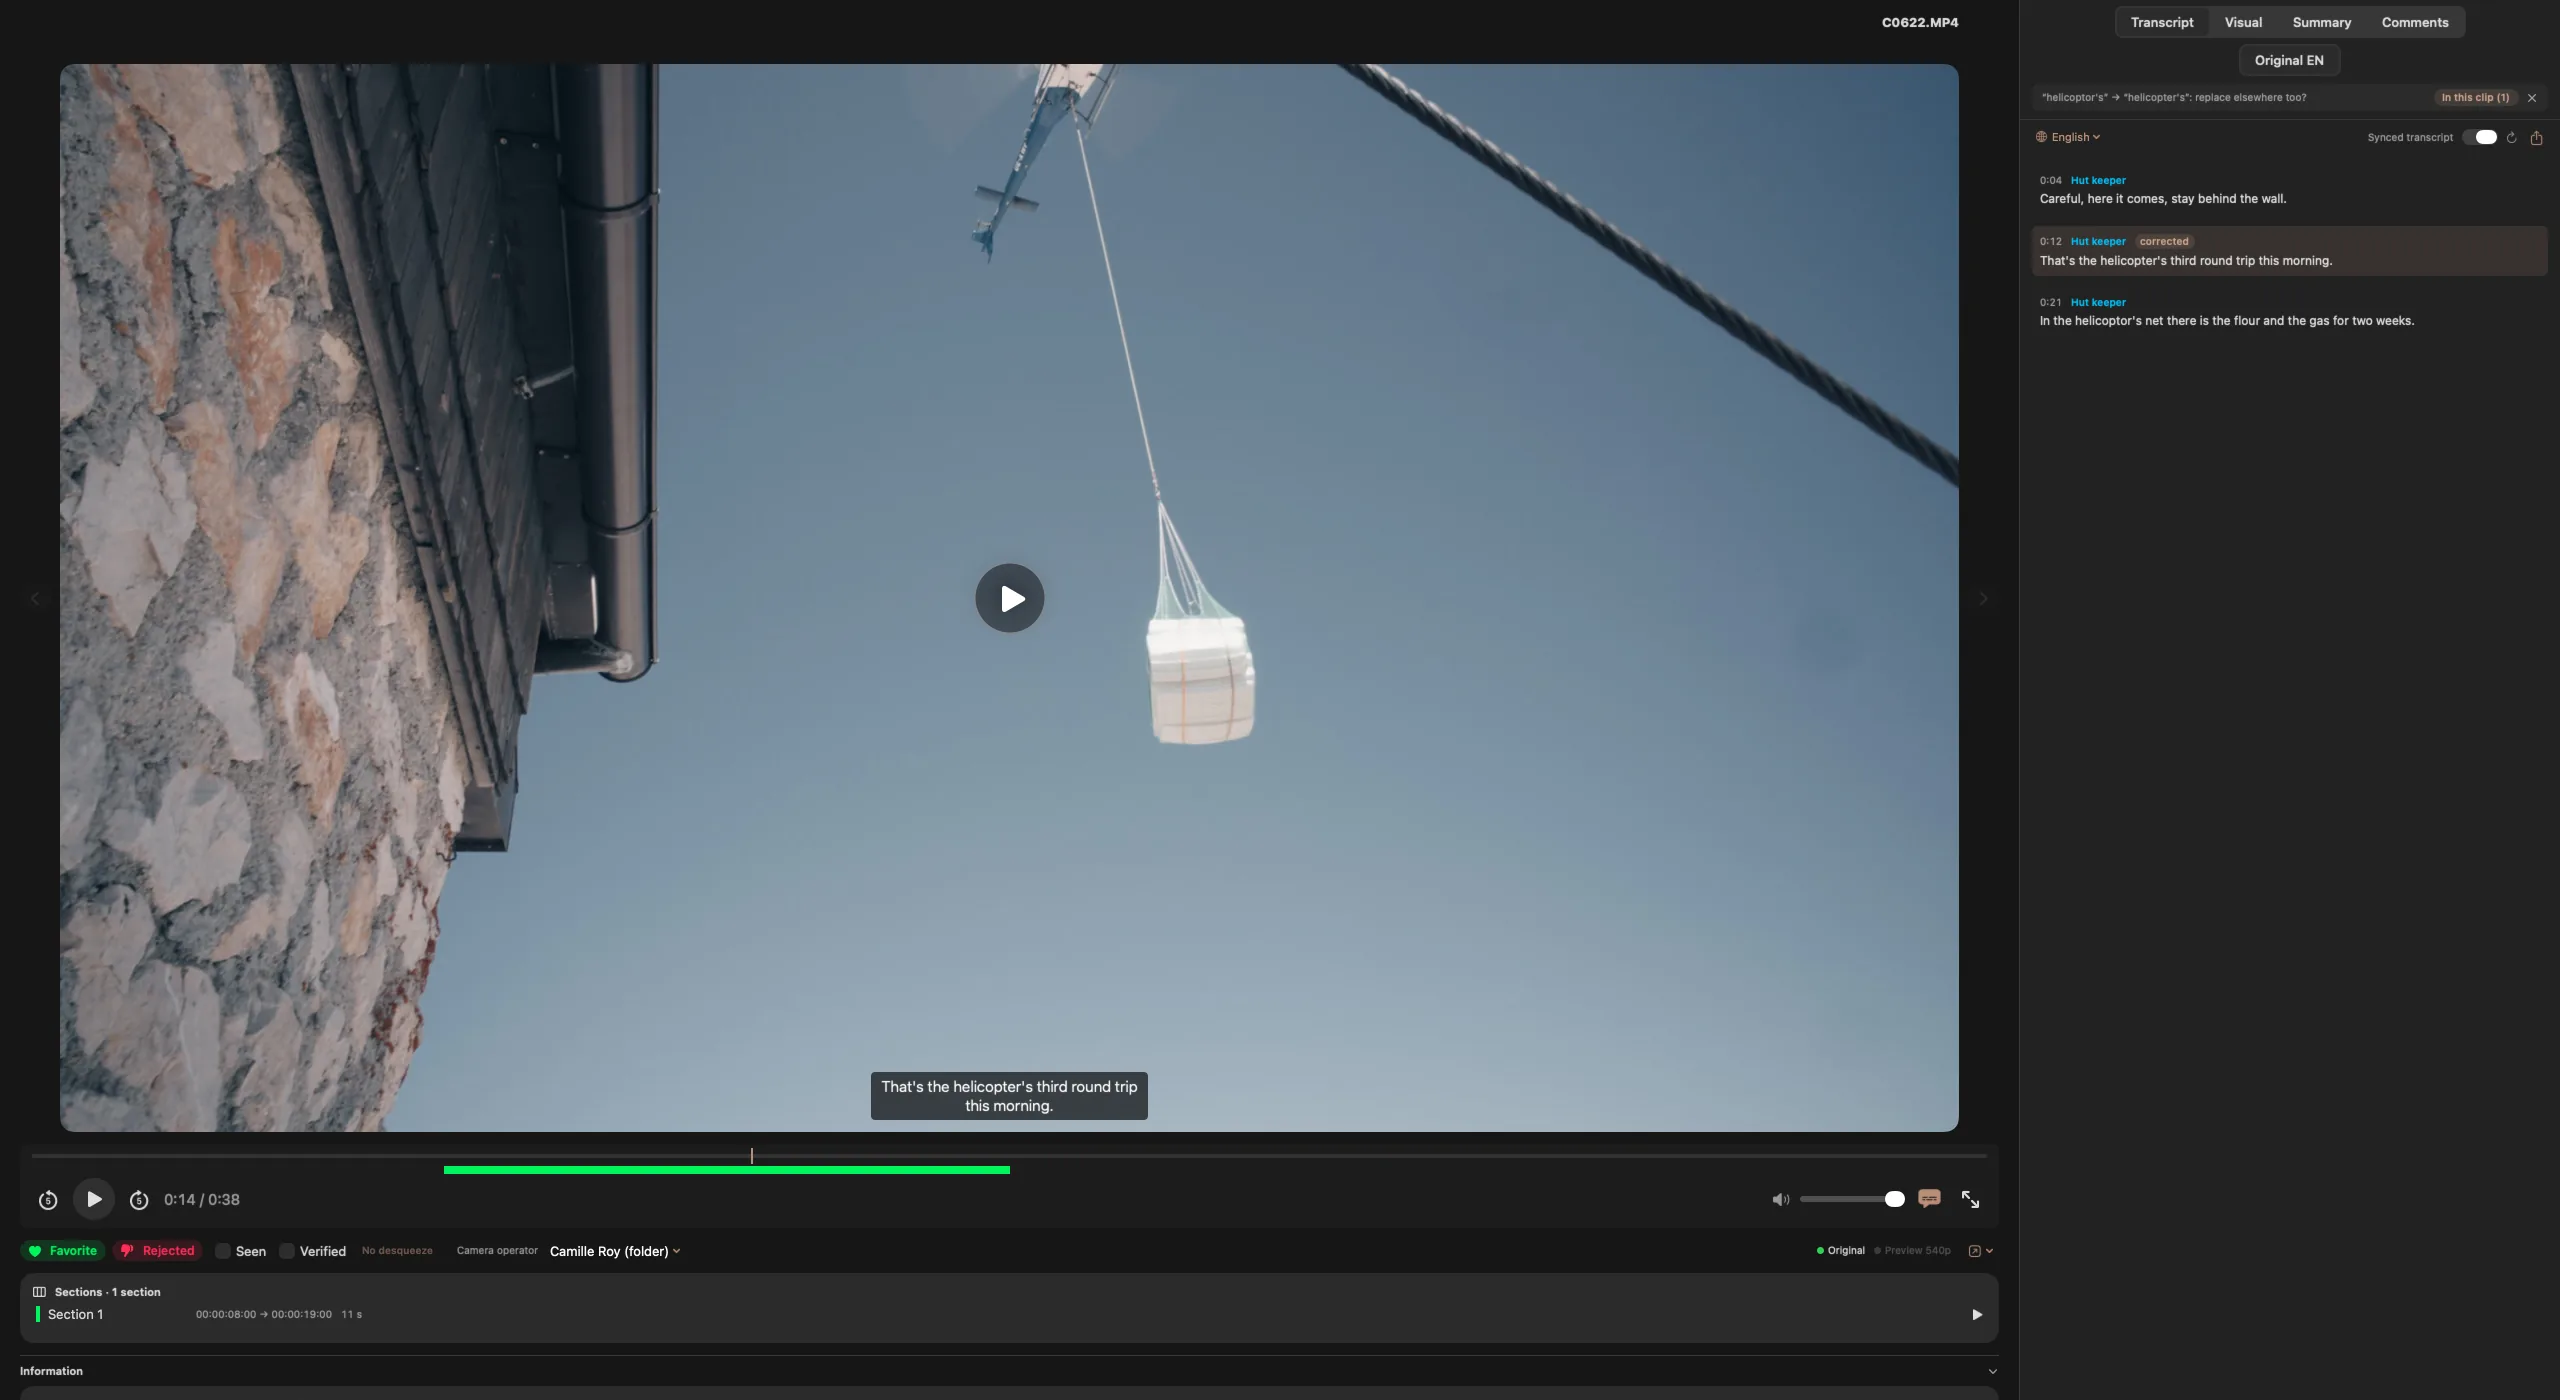 C0622.MP4
Transcript Visual Summary Comments
Original EN
"helicoptor's" → "helicopter's": replace elsewhere too? In this clip (1)
English
Synced transcript
0:04 Hut keeper
Careful, here it comes, stay behind the wall.
0:12 Hut keeper corrected
That's the helicopter's third round trip this morning.
0:21 Hut keeper
In the helicoptor's net there is the flour and the gas for two weeks.
That's the helicopter's third round trip
this morning.
5 5 0:14 / 0:38
Favorite Rejected Seen Verified No desqueeze Camera operator Camille Roy (folder) Original Preview 540p
Sections · 1 section
Section 1 00:00:08:00 → 00:00:19:00 11 s
Information